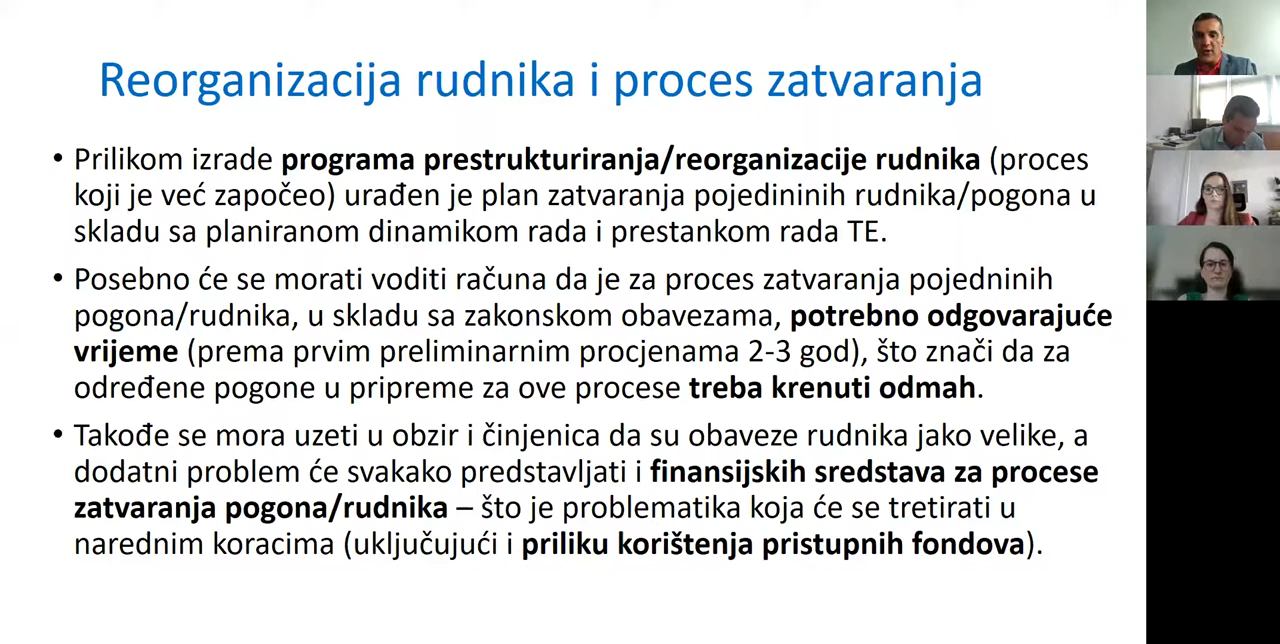 Reorganizacija rudnika i proces zatvaranja
• Prilikom izrade programa prestrukturiranja/reorganizacije rudnika (proces
koji je već započeo) urađen je plan zatvaranja pojedininih rudnika/pogona u
skladu sa planiranom dinamikom rada i prestankom rada TE.
• Posebno će se morati voditi računa da je za proces zatvaranja pojedninih
pogona/rudnika, u skladu sa zakonskom obavezama, potrebno odgovarajuće
vrijeme (prema prvim preliminarnim procjenama 2-3 god), što znači da za
određene pogone u pripreme za ove procese treba krenuti odmah.
• Takođe se mora uzeti u obzir i činjenica da su obaveze rudnika jako velike, a
dodatni problem će svakako predstavljati i finansijskih sredstava za procese
zatvaranja pogona/rudnika – što je problematika koja će se tretirati u
narednim koracima (uključujući i priliku korištenja pristupnih fondova).